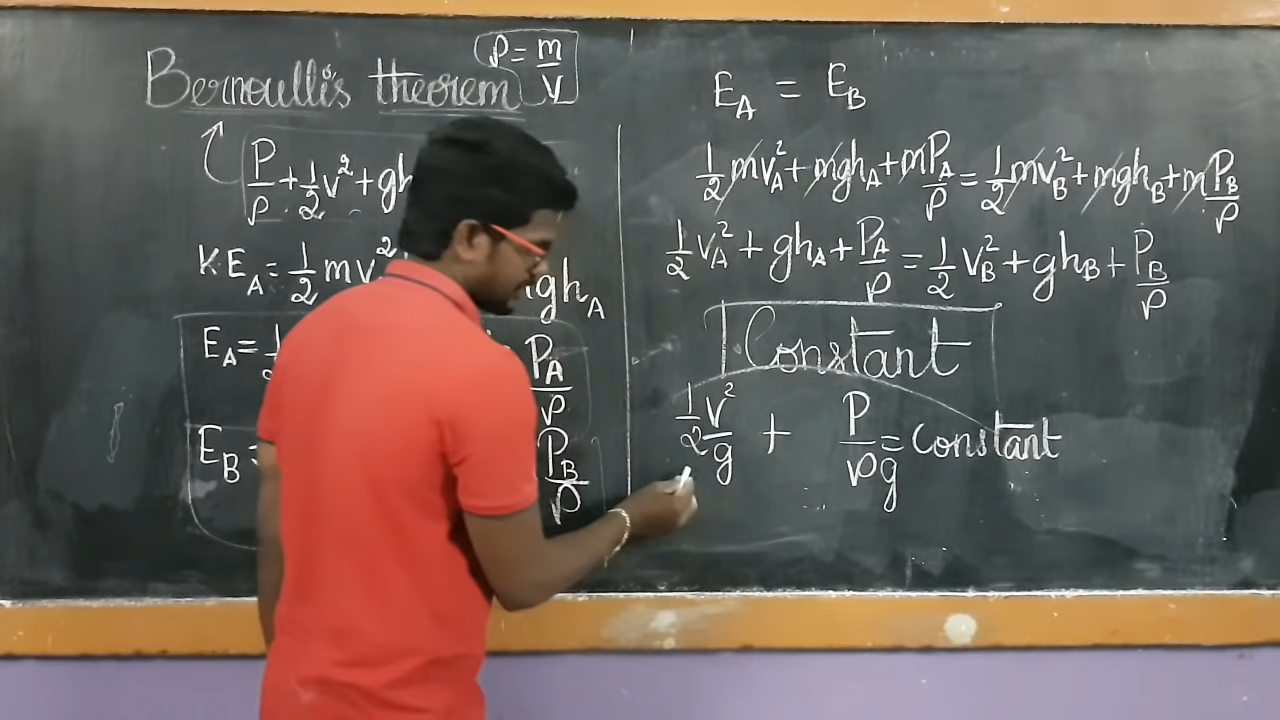 Bernoulli's theorem
ρ = m/V
P/ρ + 1/2 v² + gh
KE_A = 1/2 mv²
gh_A
E_A =
P_A/ρ
E_B =
P_B/ρ
E_A = E_B
1/2 mv_A² + mgh_A + m P_A/ρ = 1/2 mv_B² + mgh_B + m P_B/ρ
1/2 v_A² + gh_A + P_A/ρ = 1/2 v_B² + gh_B + P_B/ρ
Constant
1/2 v²/g + P/ρg = constant